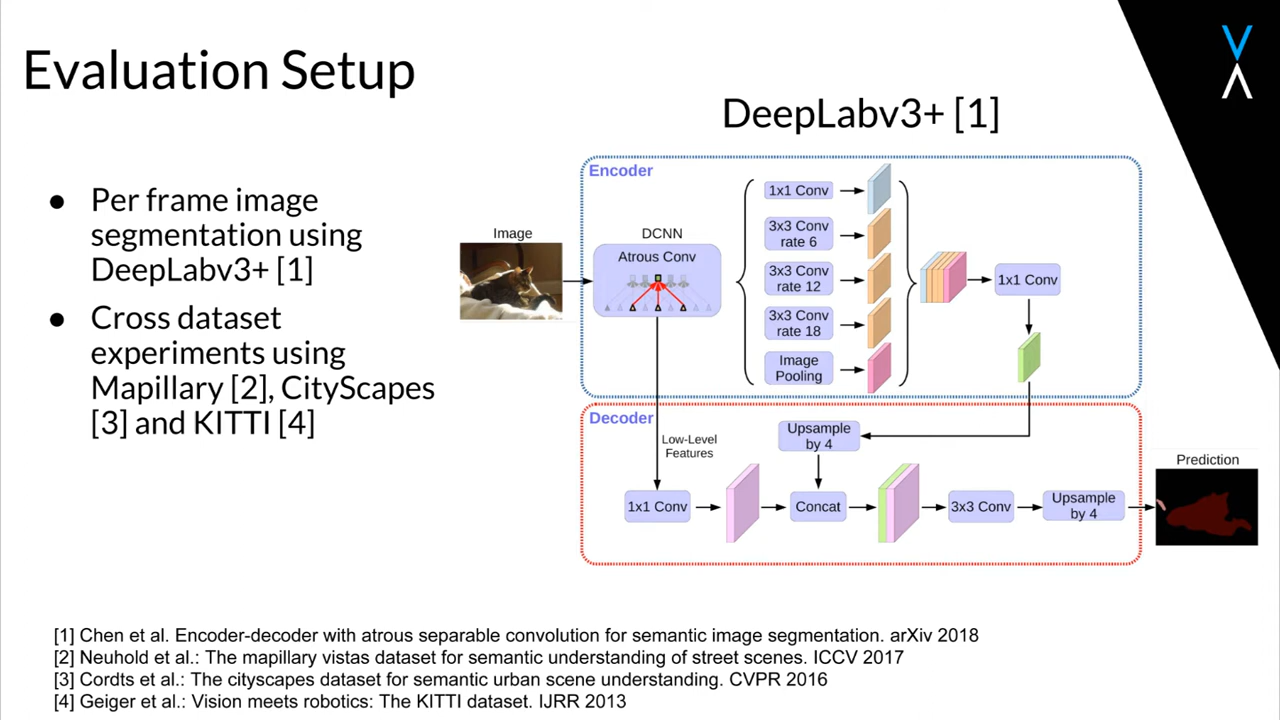 Evaluation Setup
DeepLabv3+ [1]
● Per frame image
segmentation using
DeepLabv3+ [1]
● Cross dataset
experiments using
Mapillary [2], CityScapes
[3] and KITTI [4]
Encoder
Image
DCNN
Atrous Conv
1x1 Conv
3x3 Conv
rate 6
3x3 Conv
rate 12
3x3 Conv
rate 18
Image
Pooling
1x1 Conv
Decoder
Low-Level
Features
Upsample
by 4
1x1 Conv
Concat
3x3 Conv
Upsample
by 4
Prediction
[1] Chen et al. Encoder-decoder with atrous separable convolution for semantic image segmentation. arXiv 2018
[2] Neuhold et al.: The mapillary vistas dataset for semantic understanding of street scenes. ICCV 2017
[3] Cordts et al.: The cityscapes dataset for semantic urban scene understanding. CVPR 2016
[4] Geiger et al.: Vision meets robotics: The KITTI dataset. IJRR 2013